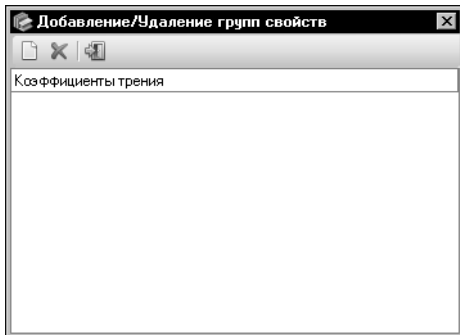 Добавление/Удаление групп свойств
Коэффициенты трения